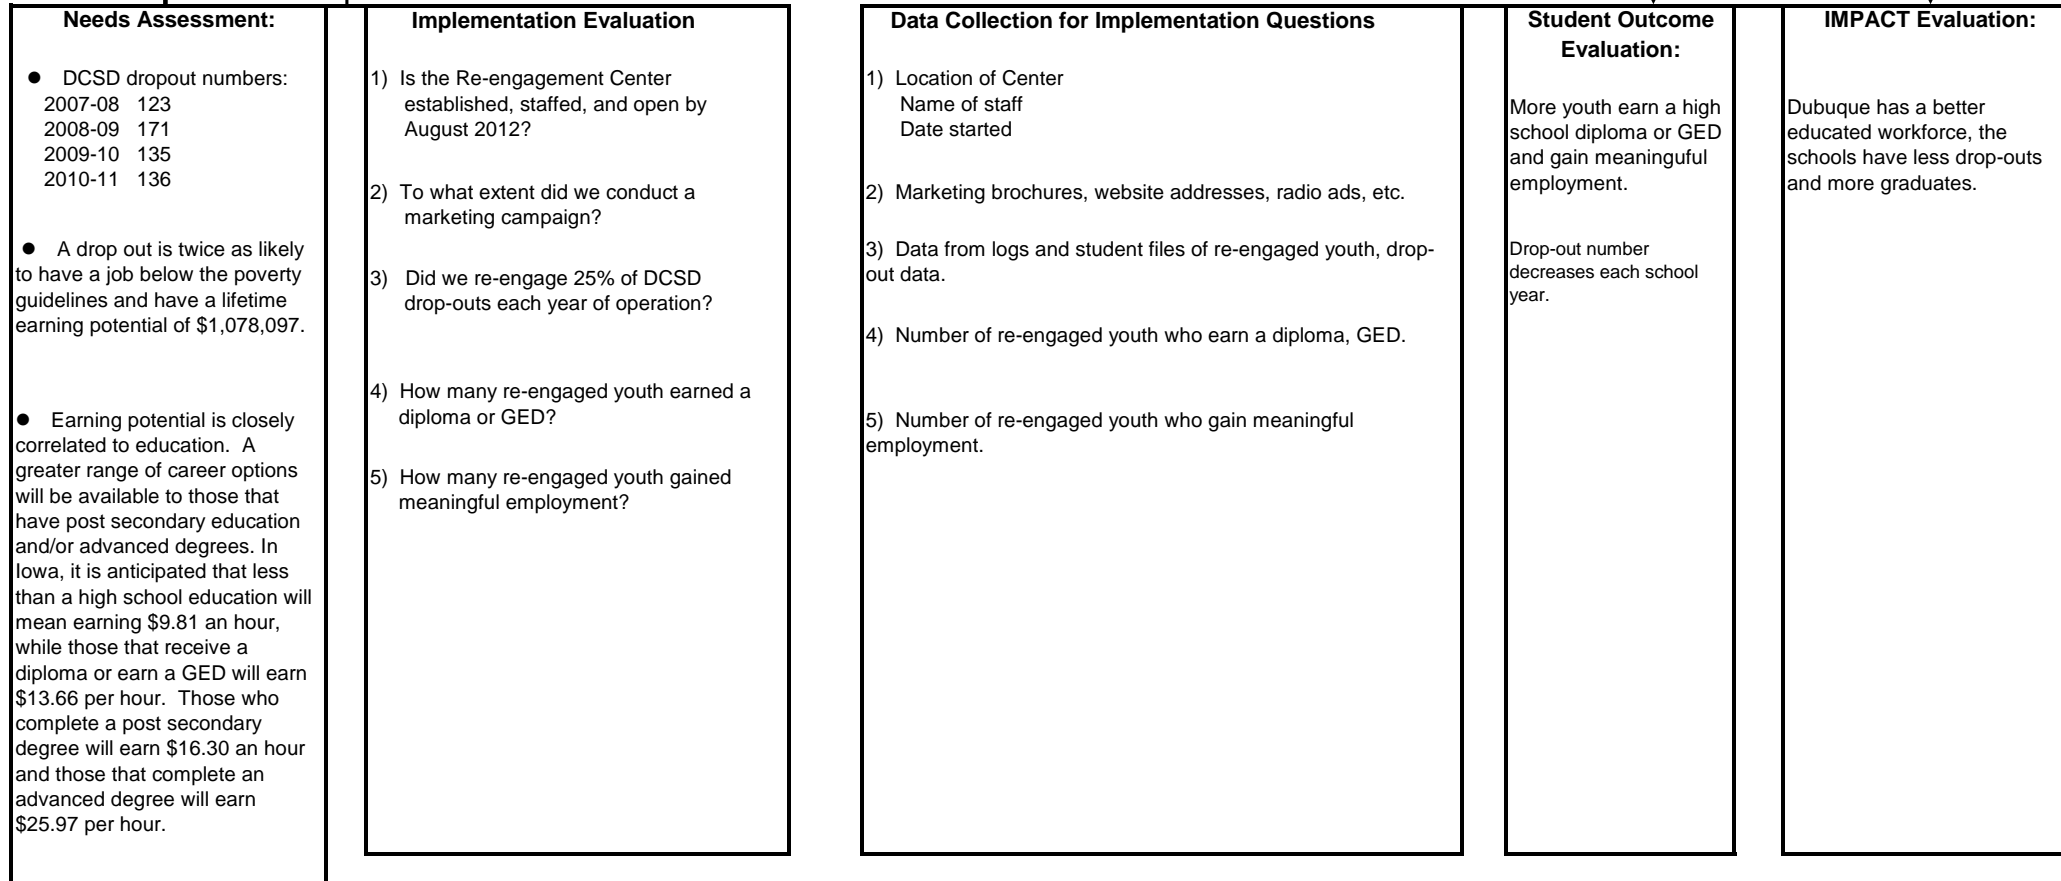 Needs Assessment:
● DCSD dropout numbers:
2007-08 123
2008-09 171
2009-10 135
2010-11 136
● A drop out is twice as likely
to have a job below the poverty
guidelines and have a lifetime
earning potential of $1,078,097.
● Earning potential is closely
correlated to education. A
greater range of career options
will be available to those that
have post secondary education
and/or advanced degrees. In
Iowa, it is anticipated that less
than a high school education will
mean earning $9.81 an hour,
while those that receive a
diploma or earn a GED will earn
$13.66 per hour. Those who
complete a post secondary
degree will earn $16.30 an hour
and those that complete an
advanced degree will earn
$25.97 per hour.
Implementation Evaluation
1) Is the Re-engagement Center
established, staffed, and open by
August 2012?
2) To what extent did we conduct a
marketing campaign?
3) Did we re-engage 25% of DCSD
drop-outs each year of operation?
4) How many re-engaged youth earned a
diploma or GED?
5) How many re-engaged youth gained
meaningful employment?
Data Collection for Implementation Questions
1) Location of Center
Name of staff
Date started
2) Marketing brochures, website addresses, radio ads, etc.
3) Data from logs and student files of re-engaged youth, drop-
out data.
4) Number of re-engaged youth who earn a diploma, GED.
5) Number of re-engaged youth who gain meaningful
employment.
Student Outcome
Evaluation:
More youth earn a high
school diploma or GED
and gain meaninguful
employment.
Drop-out number
decreases each school
year.
IMPACT Evaluation:
Dubuque has a better
educated workforce, the
schools have less drop-outs
and more graduates.